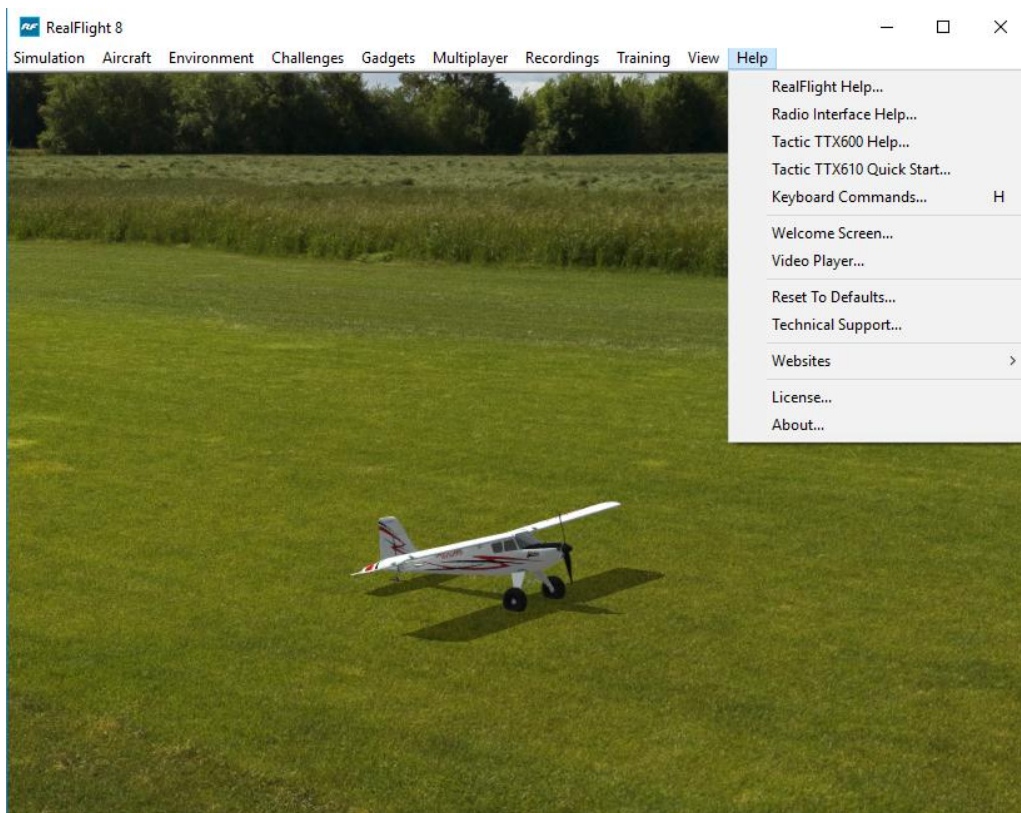 RF RealFlight 8
Simulation Aircraft Environment Challenges Gadgets Multiplayer Recordings Training View Help
RealFlight Help...
Radio Interface Help...
Tactic TTX600 Help...
Tactic TTX610 Quick Start...
Keyboard Commands... H
Welcome Screen...
Video Player...
Reset To Defaults...
Technical Support...
Websites
License...
About...